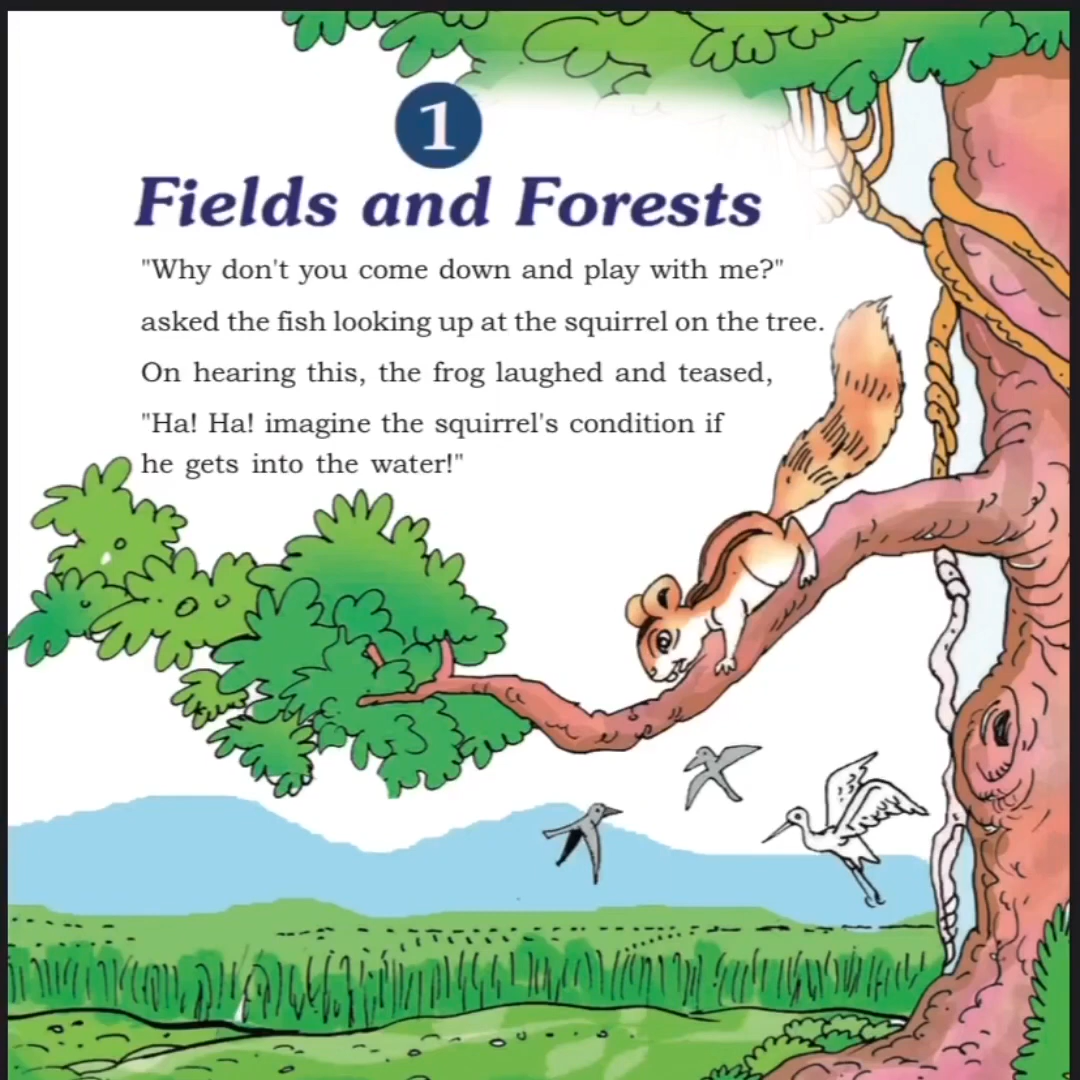 1
Fields and Forests
"Why don't you come down and play with me?"
asked the fish looking up at the squirrel on the tree.
On hearing this, the frog laughed and teased,
"Ha! Ha! imagine the squirrel's condition if
he gets into the water!"